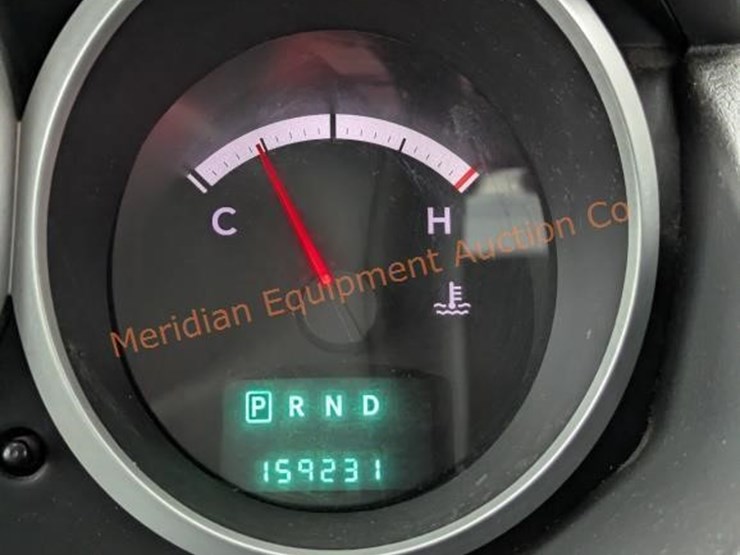 C H
Meridian Equipment Auction Co
P R N D
159231